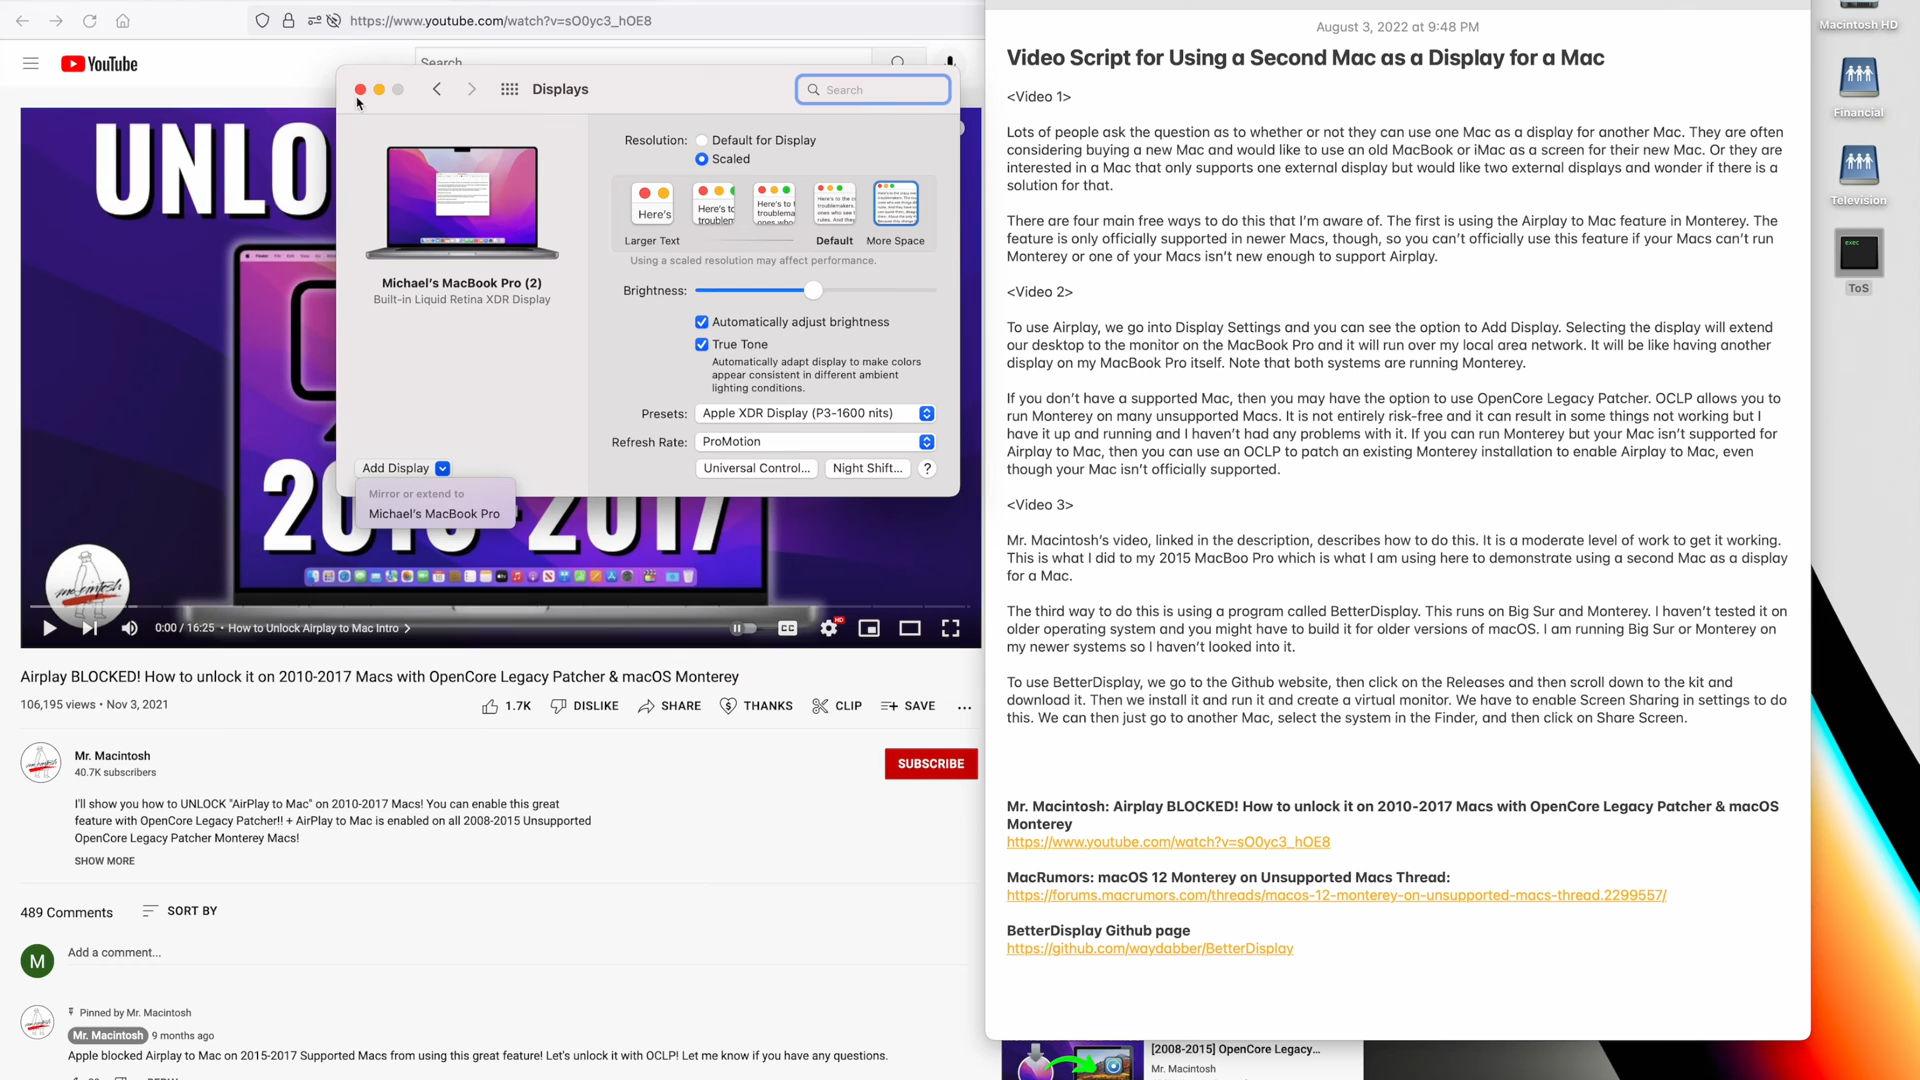 https://www.youtube.com/watch?v=sO0yc3_hOE8
YouTube
Search
UNLO
2010-2017
0:00 / 16:25 • How to Unlock Airplay to Mac Intro
CC
HD
Airplay BLOCKED! How to unlock it on 2010-2017 Macs with OpenCore Legacy Patcher & macOS Monterey
106,195 views • Nov 3, 2021
1.7K
DISLIKE
SHARE
THANKS
CLIP
SAVE
Mr. Macintosh
40.7K subscribers
SUBSCRIBE
I'll show you how to UNLOCK "AirPlay to Mac" on 2010-2017 Macs! You can enable this great
feature with OpenCore Legacy Patcher!! + AirPlay to Mac is enabled on all 2008-2015 Unsupported
OpenCore Legacy Patcher Monterey Macs!
SHOW MORE
489 Comments
SORT BY
M
Add a comment...
Pinned by Mr. Macintosh
Mr. Macintosh 9 months ago
Apple blocked Airplay to Mac on 2015-2017 Supported Macs from using this great feature! Let's unlock it with OCLP! Let me know if you have any questions.
Displays
Search
Michael's MacBook Pro (2)
Built-in Liquid Retina XDR Display
Resolution:
Default for Display
Scaled
Here's
Larger Text
Default
More Space
Using a scaled resolution may affect performance.
Brightness:
Automatically adjust brightness
True Tone
Automatically adapt display to make colors
appear consistent in different ambient
lighting conditions.
Presets:
Apple XDR Display (P3-1600 nits)
Refresh Rate:
ProMotion
Universal Control...
Night Shift...
?
Add Display
Mirror or extend to
Michael's MacBook Pro
August 3, 2022 at 9:48 PM
Video Script for Using a Second Mac as a Display for a Mac
<Video 1>
Lots of people ask the question as to whether or not they can use one Mac as a display for another Mac. They are often
considering buying a new Mac and would like to use an old MacBook or iMac as a screen for their new Mac. Or they are
interested in a Mac that only supports one external display but would like two external displays and wonder if there is a
solution for that.
There are four main free ways to do this that I'm aware of. The first is using the Airplay to Mac feature in Monterey. The
feature is only officially supported in newer Macs, though, so you can't officially use this feature if your Macs can't run
Monterey or one of your Macs isn't new enough to support Airplay.
<Video 2>
To use Airplay, we go into Display Settings and you can see the option to Add Display. Selecting the display will extend
our desktop to the monitor on the MacBook Pro and it will run over my local area network. It will be like having another
display on my MacBook Pro itself. Note that both systems are running Monterey.
If you don't have a supported Mac, then you may have the option to use OpenCore Legacy Patcher. OCLP allows you to
run Monterey on many unsupported Macs. It is not entirely risk-free and it can result in some things not working but I
have it up and running and I haven't had any problems with it. If you can run Monterey but your Mac isn't supported for
Airplay to Mac, then you can use an OCLP to patch an existing Monterey installation to enable Airplay to Mac, even
though your Mac isn't officially supported.
<Video 3>
Mr. Macintosh's video, linked in the description, describes how to do this. It is a moderate level of work to get it working.
This is what I did to my 2015 MacBoo Pro which is what I am using here to demonstrate using a second Mac as a display
for a Mac.
The third way to do this is using a program called BetterDisplay. This runs on Big Sur and Monterey. I haven't tested it on
older operating system and you might have to build it for older versions of macOS. I am running Big Sur or Monterey on
my newer systems so I haven't looked into it.
To use BetterDisplay, we go to the Github website, then click on the Releases and then scroll down to the kit and
download it. Then we install it and run it and create a virtual monitor. We have to enable Screen Sharing in settings to do
this. We can then just go to another Mac, select the system in the Finder, and then click on Share Screen.
Mr. Macintosh: Airplay BLOCKED! How to unlock it on 2010-2017 Macs with OpenCore Legacy Patcher & macOS
Monterey
https://www.youtube.com/watch?v=sO0yc3_hOE8
MacRumors: macOS 12 Monterey on Unsupported Macs Thread:
https://forums.macrumors.com/threads/macos-12-monterey-on-unsupported-macs-thread.2299557/
BetterDisplay Github page
https://github.com/waydabber/BetterDisplay
[2008-2015] OpenCore Legacy...
Mr. Macintosh
Macintosh HD
Financial
Television
exec
ToS